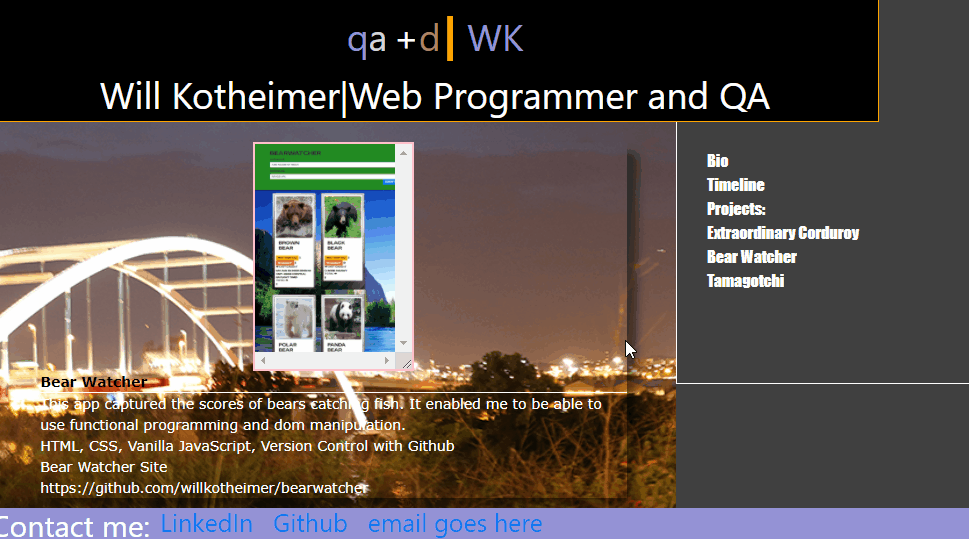 qa +d WK
Will Kotheimer|Web Programmer and QA
BEARWATCHER
BROWN BEAR
BLACK BEAR
POLAR BEAR
PANDA BEAR
Bio
Timeline
Projects:
Extraordinary Corduroy
Bear Watcher
Tamagotchi
Bear Watcher
This app captured the scores of bears catching fish. It enabled me to be able to
use functional programming and dom manipulation.
HTML, CSS, Vanilla JavaScript, Version Control with Github
Bear Watcher Site
https://github.com/willkotheimer/bearwatcher
Contact me: LinkedIn Github email goes here